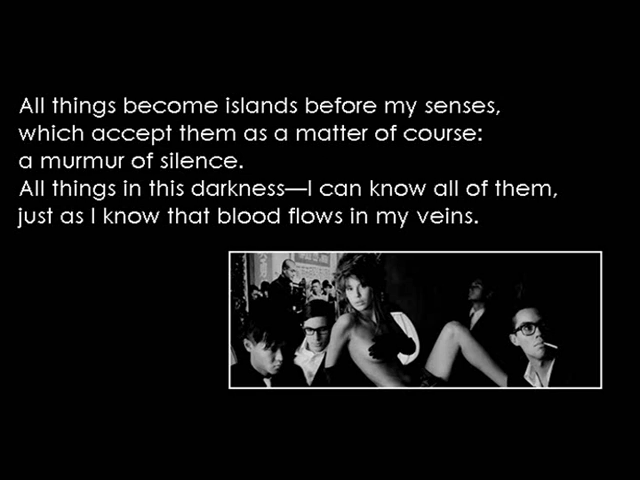 All things become islands before my senses,
which accept them as a matter of course:
a murmur of silence.
All things in this darkness—I can know all of them,
just as I know that blood flows in my veins.